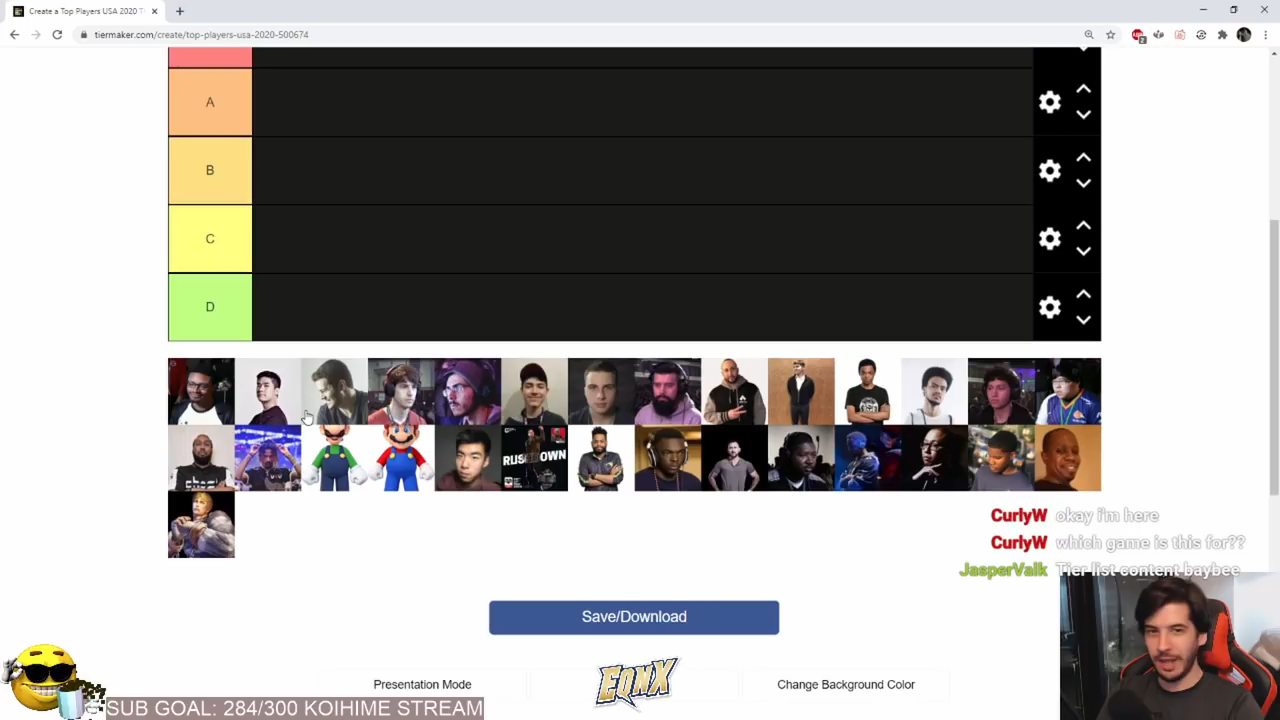 Create a Top Players USA 2020 T
tiermaker.com/create/top-players-usa-2020-500674
A
B
C
D
RUSHDOWN
CurlyW okay i'm here
CurlyW which game is this for??
JasperValk Tier list content baybee
Save/Download
EQNX
Presentation Mode
Change Background Color
SUB GOAL: 284/300 KOIHIME STREAM